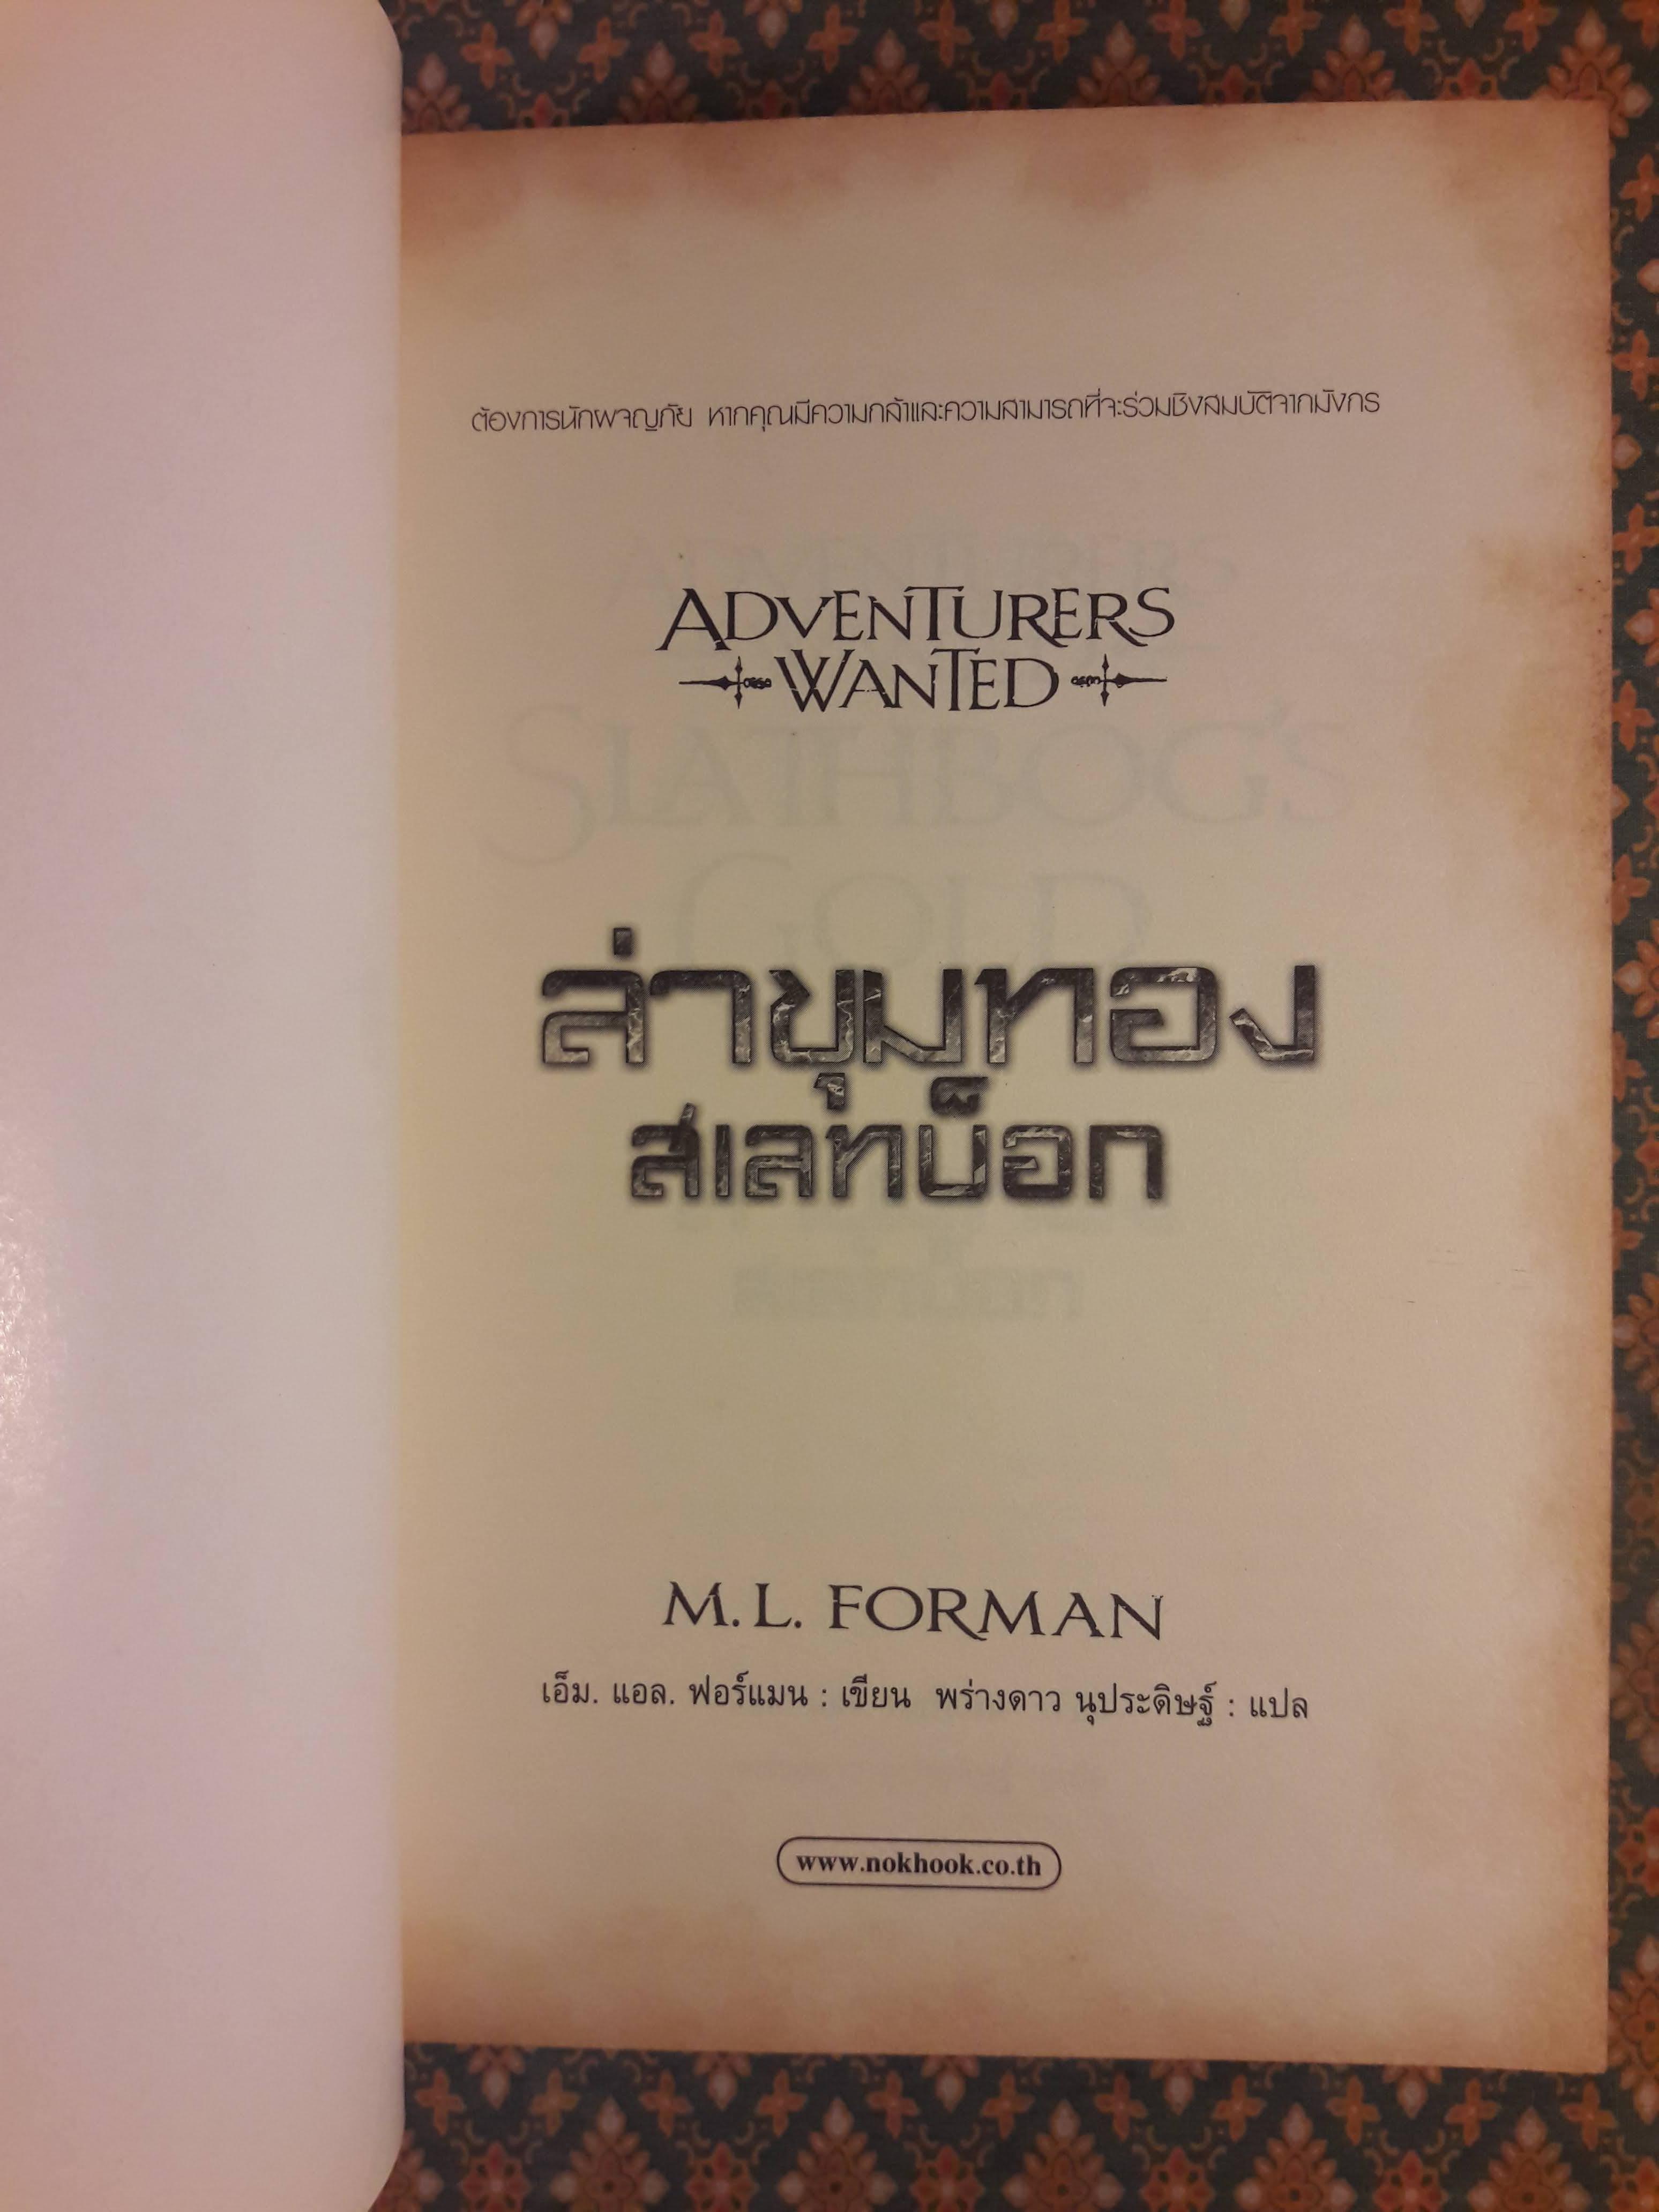 ต้องการนักผจญภัย หากคุณมีความกล้าและความสามารถที่จะร่วมชิงสมบัติจากมังกร
ADVENTURERS
WANTED
SLATHBOG'S
GOLD
ล่าขุมทอง
สเลทบ็อก
M.L. FORMAN
เอ็ม. แอล. ฟอร์แมน : เขียน พร่างดาว นุประดิษฐ์ : แปล
www.nokhook.co.th